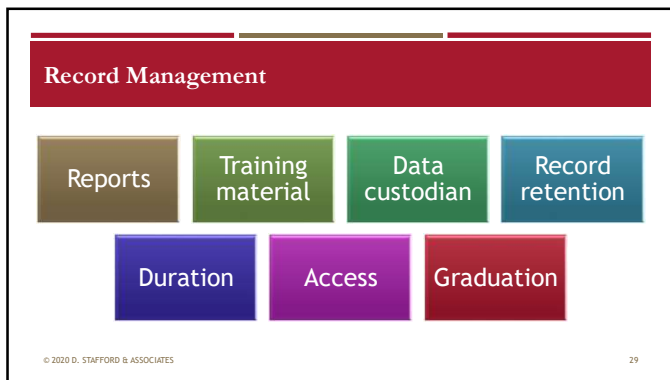 Record Management
Reports
Training
material
Data
custodian
Record
retention
Duration
Access
Graduation
© 2020 D. STAFFORD & ASSOCIATES
29